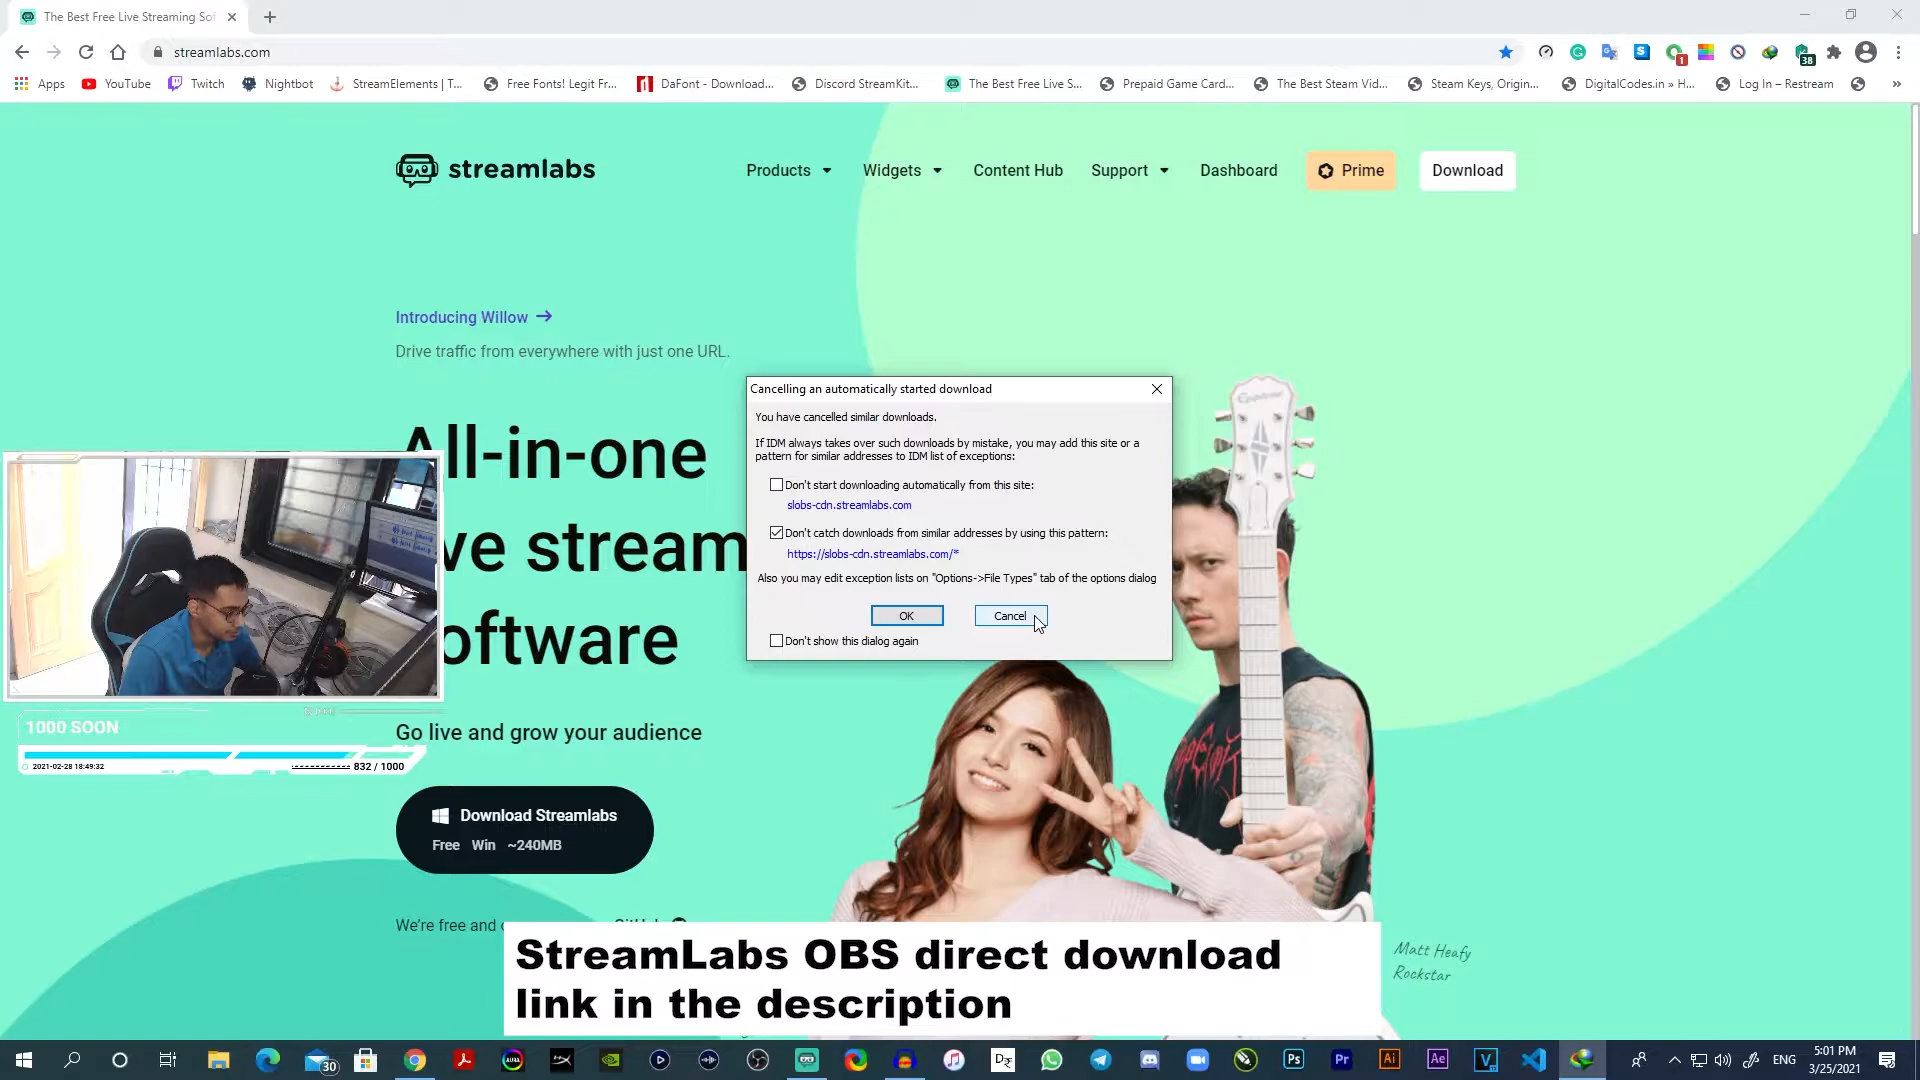 The Best Free Live Streaming Sof
streamlabs.com
1
38
Apps
YouTube
Twitch
Nightbot
StreamElements | T...
Free Fonts! Legit Fr...
DaFont - Download...
Discord StreamKit...
The Best Free Live S...
Prepaid Game Card...
The Best Steam Vid...
Steam Keys, Origin...
DigitalCodes.in » H...
Log In – Restream
»
streamlabs
Products
Widgets
Content Hub
Support
Dashboard
Prime
Download
Introducing Willow →
Drive traffic from everywhere with just one URL.
All-in-one
ve stream
oftware
Cancelling an automatically started download
You have cancelled similar downloads.
If IDM always takes over such downloads by mistake, you may add this site or a
pattern for similar addresses to IDM list of exceptions:
Don't start downloading automatically from this site:
slobs-cdn.streamlabs.com
Don't catch downloads from similar addresses by using this pattern:
https://slobs-cdn.streamlabs.com/*
Also you may edit exception lists on "Options->File Types" tab of the options dialog
OK
Cancel
Don't show this dialog again
Epiphone
1000 SOON
2021-02-28 18:49:32
832 / 1000
Go live and grow your audience
Download Streamlabs
Free Win ~240MB
We're free and
StreamLabs OBS direct download
link in the description
Matt Heafy
Rockstar
30
Ps
Pr
Ai
Ae
V
ENG
5:01 PM
3/25/2021